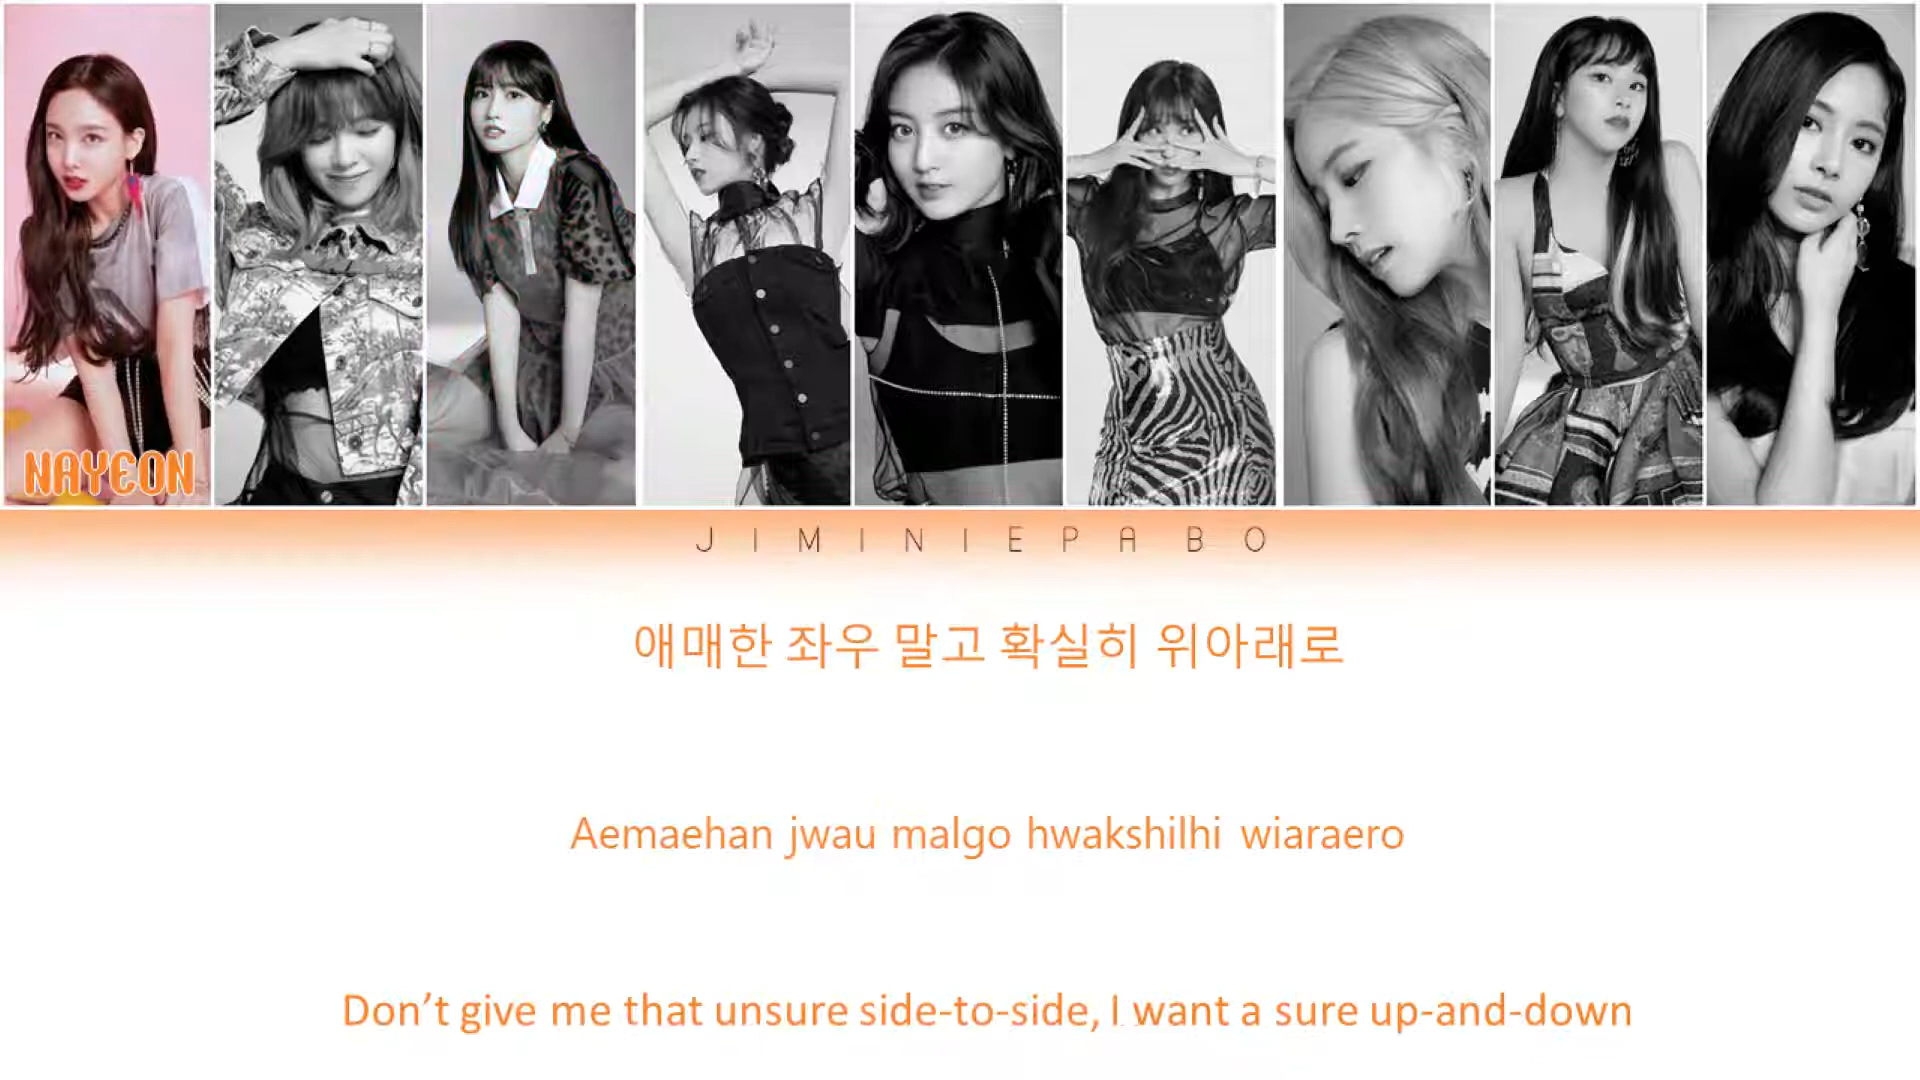 NAYEON
JIMINIEPABO
애매한 좌우 말고 확실히 위아래로
Aemaehan jwau malgo hwakshilhi wiaraero
Don't give me that unsure side-to-side, I want a sure up-and-down